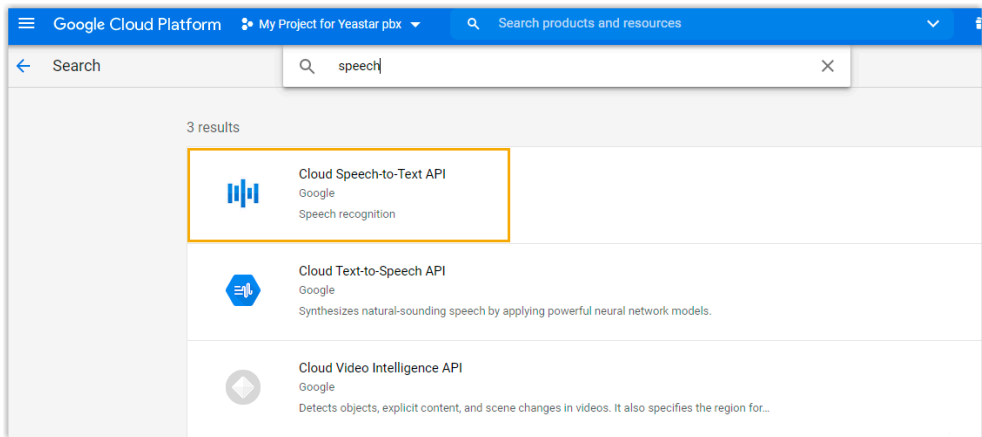 Google Cloud Platform My Project for Yeastar pbx Search products and resources
Search speech
3 results
Cloud Speech-to-Text API
Google
Speech recognition
Cloud Text-to-Speech API
Google
Synthesizes natural-sounding speech by applying powerful neural network models.
Cloud Video Intelligence API
Google
Detects objects, explicit content, and scene changes in videos. It also specifies the region for…